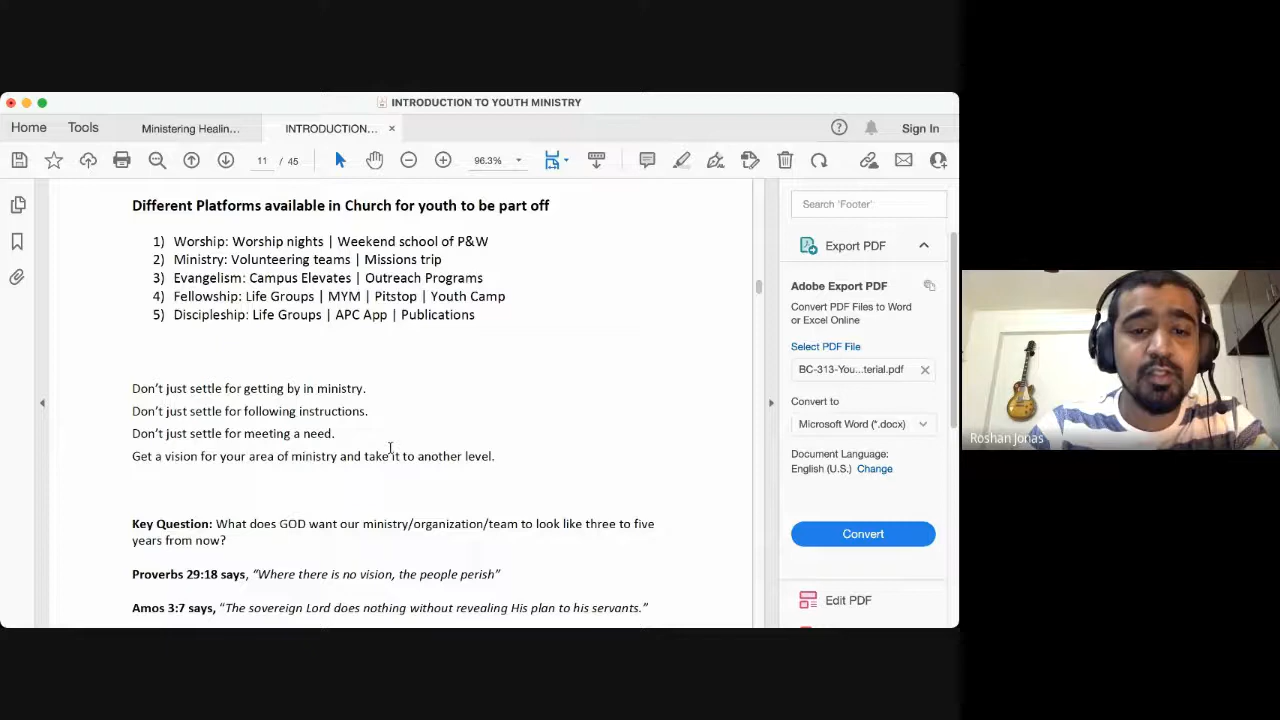 INTRODUCTION TO YOUTH MINISTRY
Home Tools Ministering Healin... INTRODUCTION... × Sign In
11 / 45 96.3%
Different Platforms available in Church for youth to be part off
1) Worship: Worship nights | Weekend school of P&W
2) Ministry: Volunteering teams | Missions trip
3) Evangelism: Campus Elevates | Outreach Programs
4) Fellowship: Life Groups | MYM | Pitstop | Youth Camp
5) Discipleship: Life Groups | APC App | Publications
Don't just settle for getting by in ministry.
Don't just settle for following instructions.
Don't just settle for meeting a need.
Get a vision for your area of ministry and take it to another level.
Key Question: What does GOD want our ministry/organization/team to look like three to five
years from now?
Proverbs 29:18 says, “Where there is no vision, the people perish”
Amos 3:7 says, “The sovereign Lord does nothing without revealing His plan to his servants.”
Search 'Footer'
Export PDF
Adobe Export PDF
Convert PDF Files to Word
or Excel Online
Select PDF File
BC-313-You...terial.pdf
Convert to
Microsoft Word (*.docx)
Document Language:
English (U.S.) Change
Convert
Edit PDF
Roshan Jonas